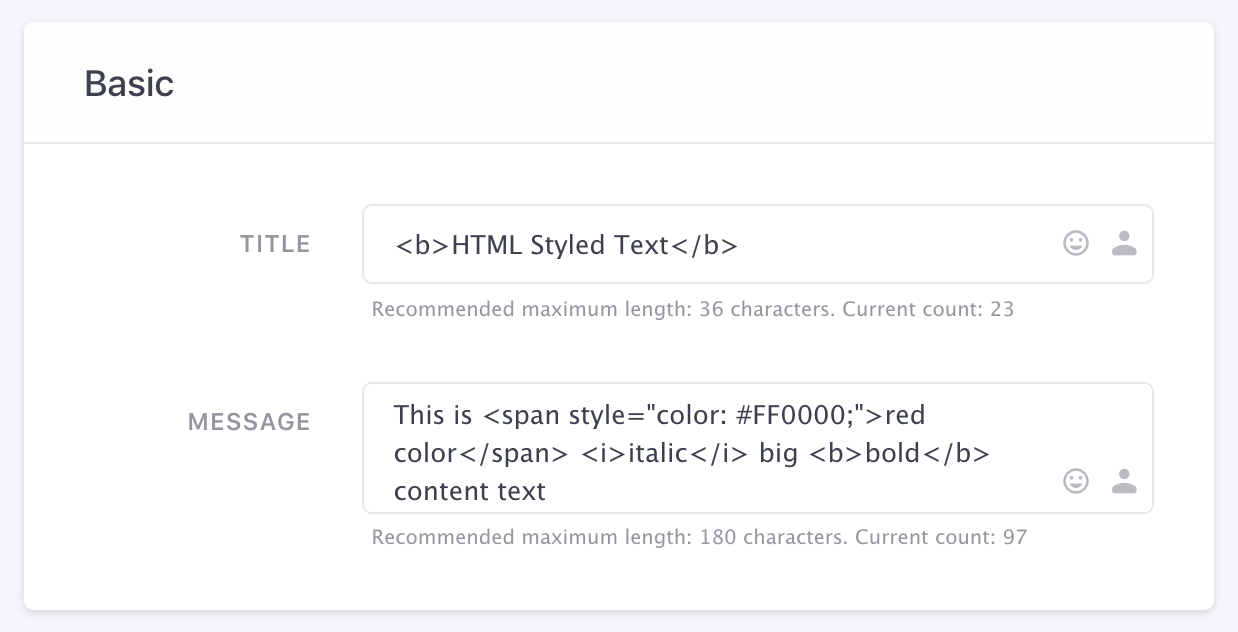 Basic
TITLE
<b>HTML Styled Text</b>
Recommended maximum length: 36 characters. Current count: 23
MESSAGE
This is <span style="color: #FF0000;">red
color</span> <i>italic</i> big <b>bold</b>
content text
Recommended maximum length: 180 characters. Current count: 97